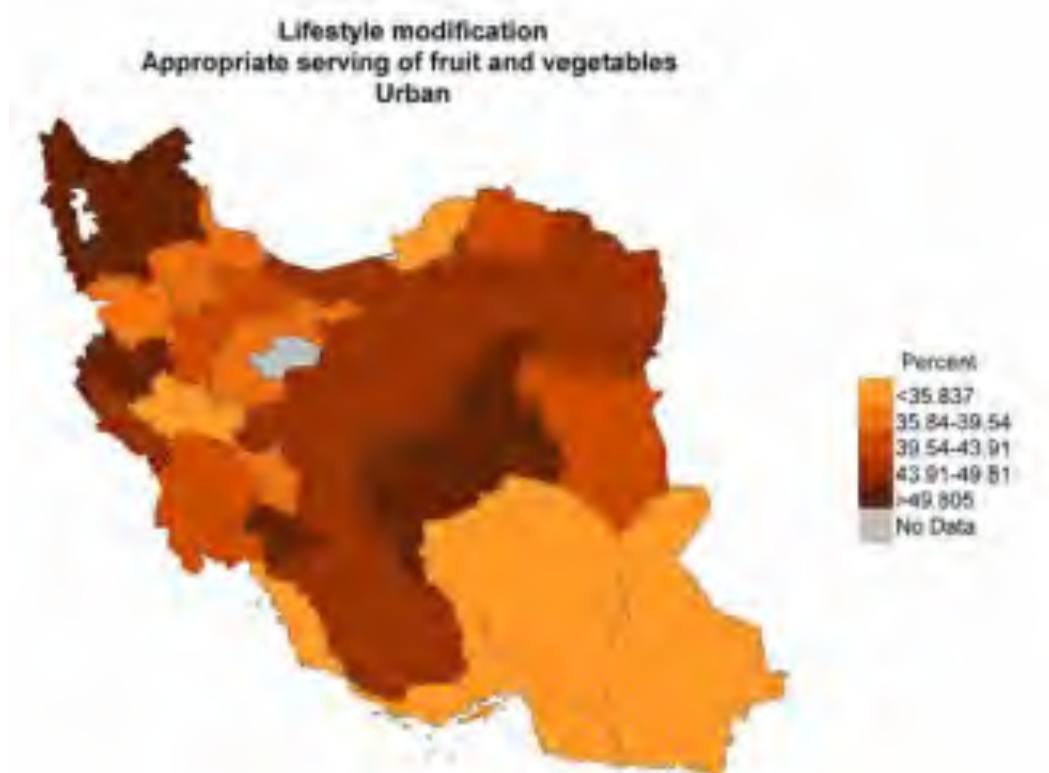 Lifestyle modification
Appropriate serving of fruit and vegetables
Urban
Percent
<35.837
35.84-39.54
39.54-43.91
43.91-49.81
>49.805
No Data